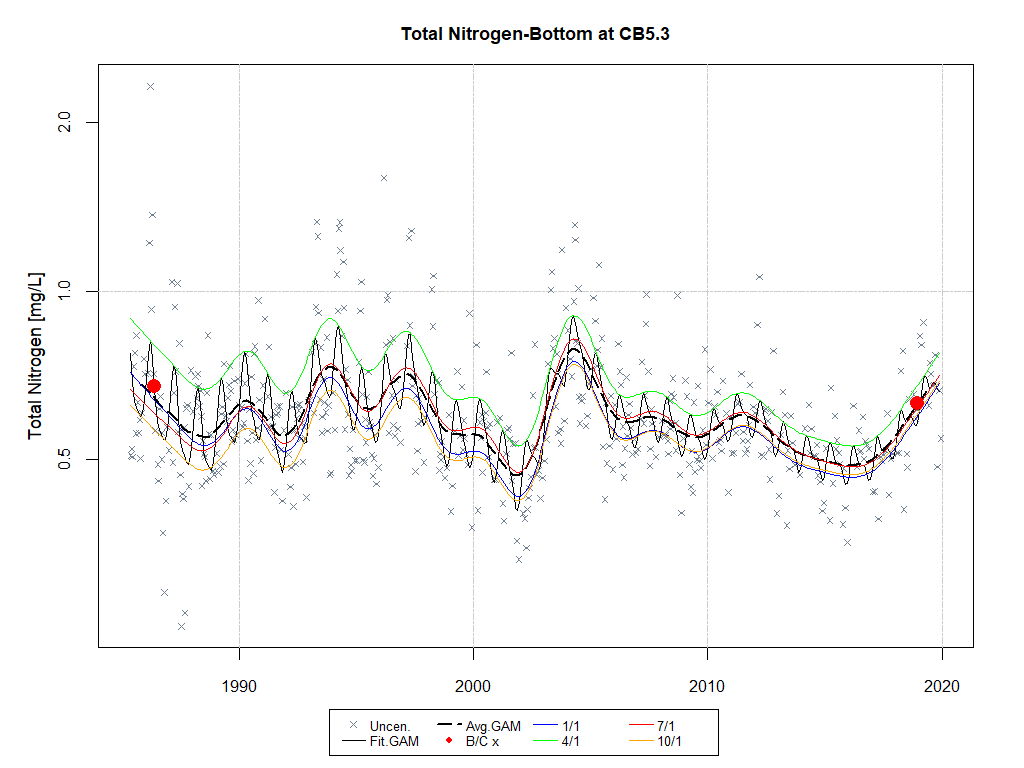 Total Nitrogen-Bottom at CB5.3
Total Nitrogen [mg/L]
2.0
1.0
0.5
1990 2000 2010 2020
Uncen. Avg.GAM 1/1 7/1
Fit.GAM B/C x 4/1 10/1